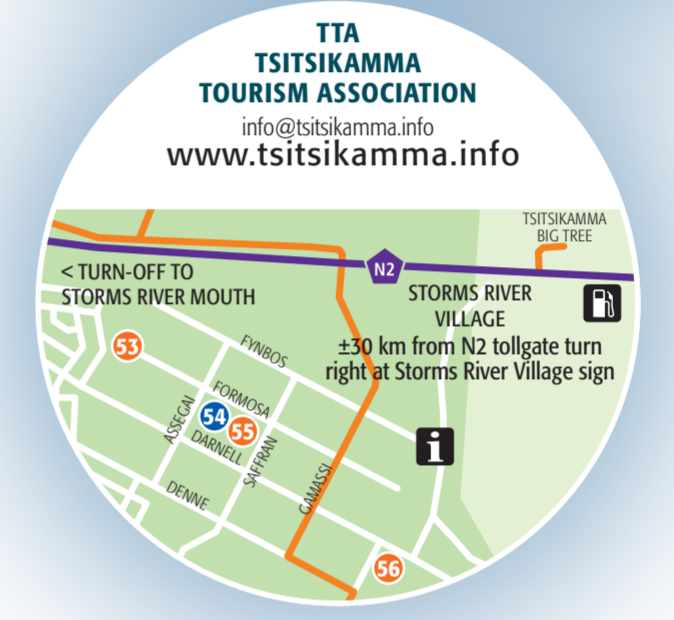 TTA
TSITSIKAMMA
TOURISM ASSOCIATION
info@tsitsikamma.info
www.tsitsikamma.info
TSITSIKAMMA
BIG TREE
N2
< TURN-OFF TO
STORMS RIVER MOUTH
STORMS RIVER
VILLAGE
±30 km from N2 tollgate turn
right at Storms River Village sign
53
FYNBOS
FORMOSA
ASSEGAI
54
55
DARNELL
SAFFRAN
i
GAMASSI
DENNE
56